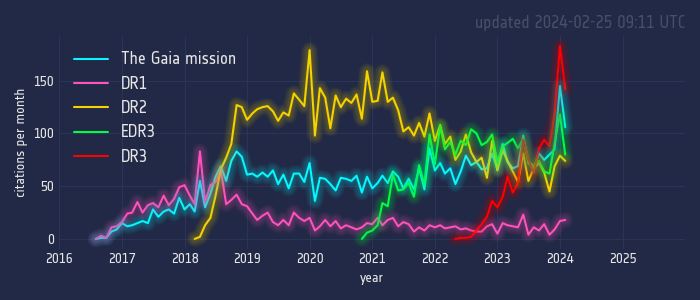 updated 2024-02-25 09:11 UTC
The Gaia mission
DR1
DR2
EDR3
DR3
citations per month
150
100
50
0
2016 2017 2018 2019 2020 2021 2022 2023 2024 2025
year